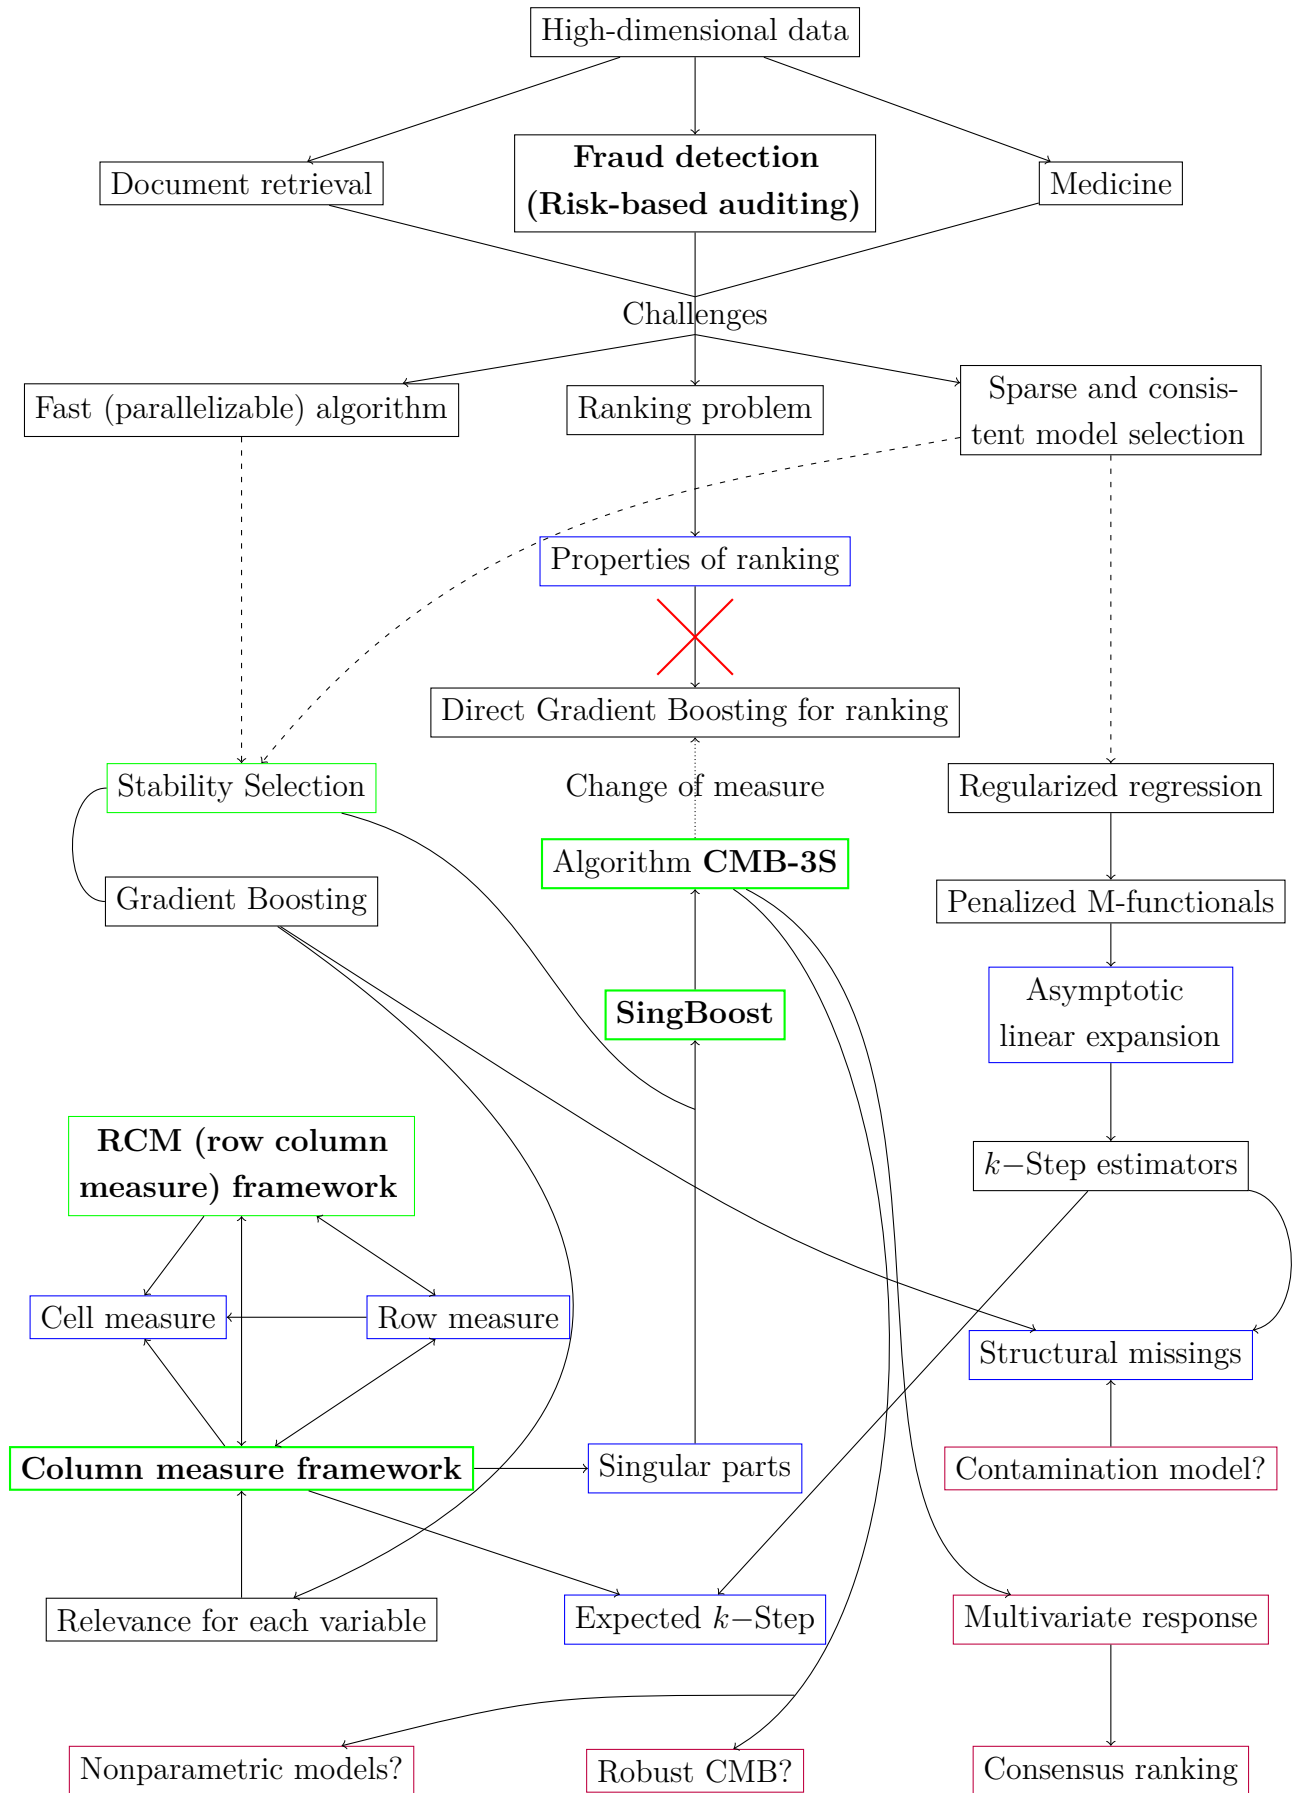 High-dimensional data
Document retrieval
Fraud detection
(Risk-based auditing)
Medicine
Challenges
Fast (parallelizable) algorithm
Ranking problem
Sparse and consis-
tent model selection
Properties of ranking
Direct Gradient Boosting for ranking
Stability Selection
Change of measure
Regularized regression
Algorithm CMB-3S
Gradient Boosting
Penalized M-functionals
SingBoost
Asymptotic
linear expansion
RCM (row column
measure) framework
k−Step estimators
Cell measure
Row measure
Structural missings
Column measure framework
Singular parts
Contamination model?
Relevance for each variable
Expected k−Step
Multivariate response
Nonparametric models?
Robust CMB?
Consensus ranking